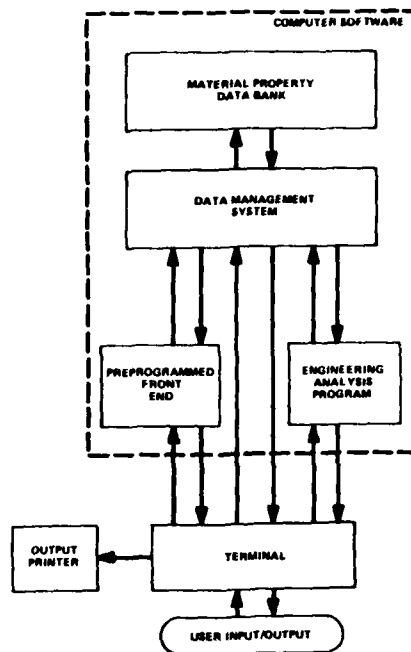 COMPUTER SOFTWARE
MATERIAL PROPERTY
DATA BANK
DATA MANAGEMENT
SYSTEM
PREPROGRAMMED
FRONT
END
ENGINEERING
ANALYSIS
PROGRAM
OUTPUT
PRINTER
TERMINAL
USER INPUT/OUTPUT